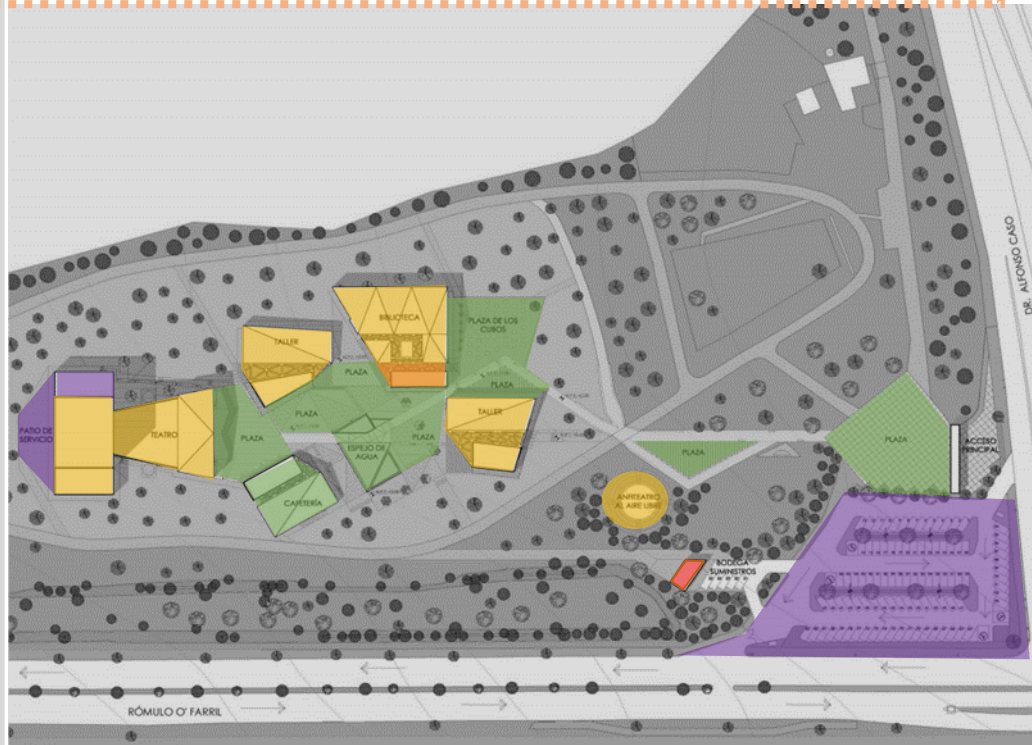 DR. ALFONSO CASO
BIBLIOTECA
PLAZA DE LOS
CUBOS
TALLER
PLAZA
PLAZA
PLAZA
TALLER
PATIO DE
SERVICIO
TEATRO
PLAZA
PLAZA
ESPEJO DE
AGUA
PLAZA
PLAZA
ACCESO
PRINCIPAL
CAFETERÍA
ANFITEATRO
AL AIRE LIBRE
BODEGA
SUMINISTROS
RÓMULO O' FARRIL